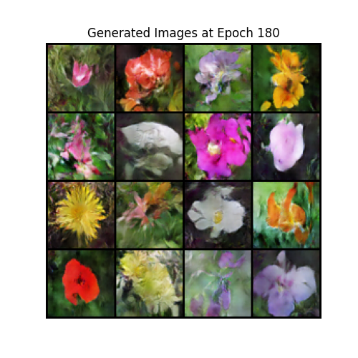 Generated Images at Epoch 180